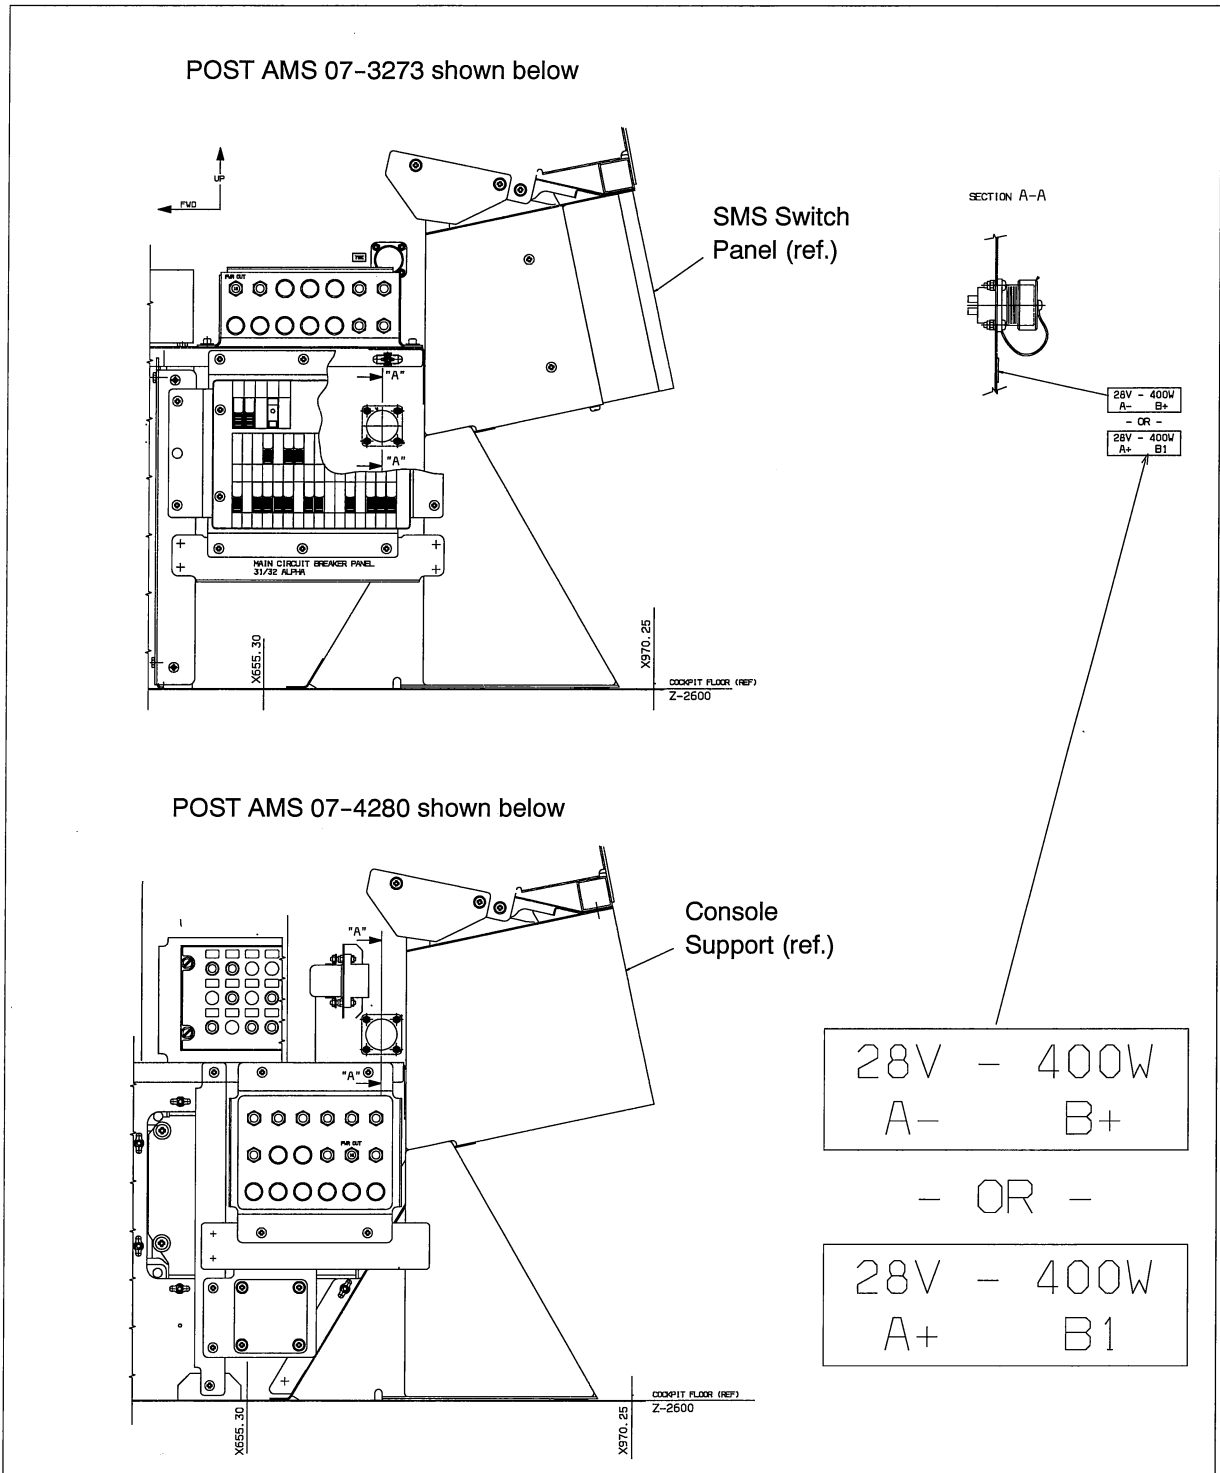 POST AMS 07-3273 shown below
UP
FWD
SMS Switch
Panel (ref.)
SECTION A-A
PWR OUT
"A"
"A"
28V - 400W
A- B+
- OR -
28V - 400W
A+ B1
MAIN CIRCUIT BREAKER PANEL
31/32 ALPHA
X655.30
X970.25
COCKPIT FLOOR (REF)
Z-2600
POST AMS 07-4280 shown below
Console
Support (ref.)
"A"
"A"
PWR OUT
28V - 400W
A- B+
- OR -
28V - 400W
A+ B1
X655.30
X970.25
COCKPIT FLOOR (REF)
Z-2600